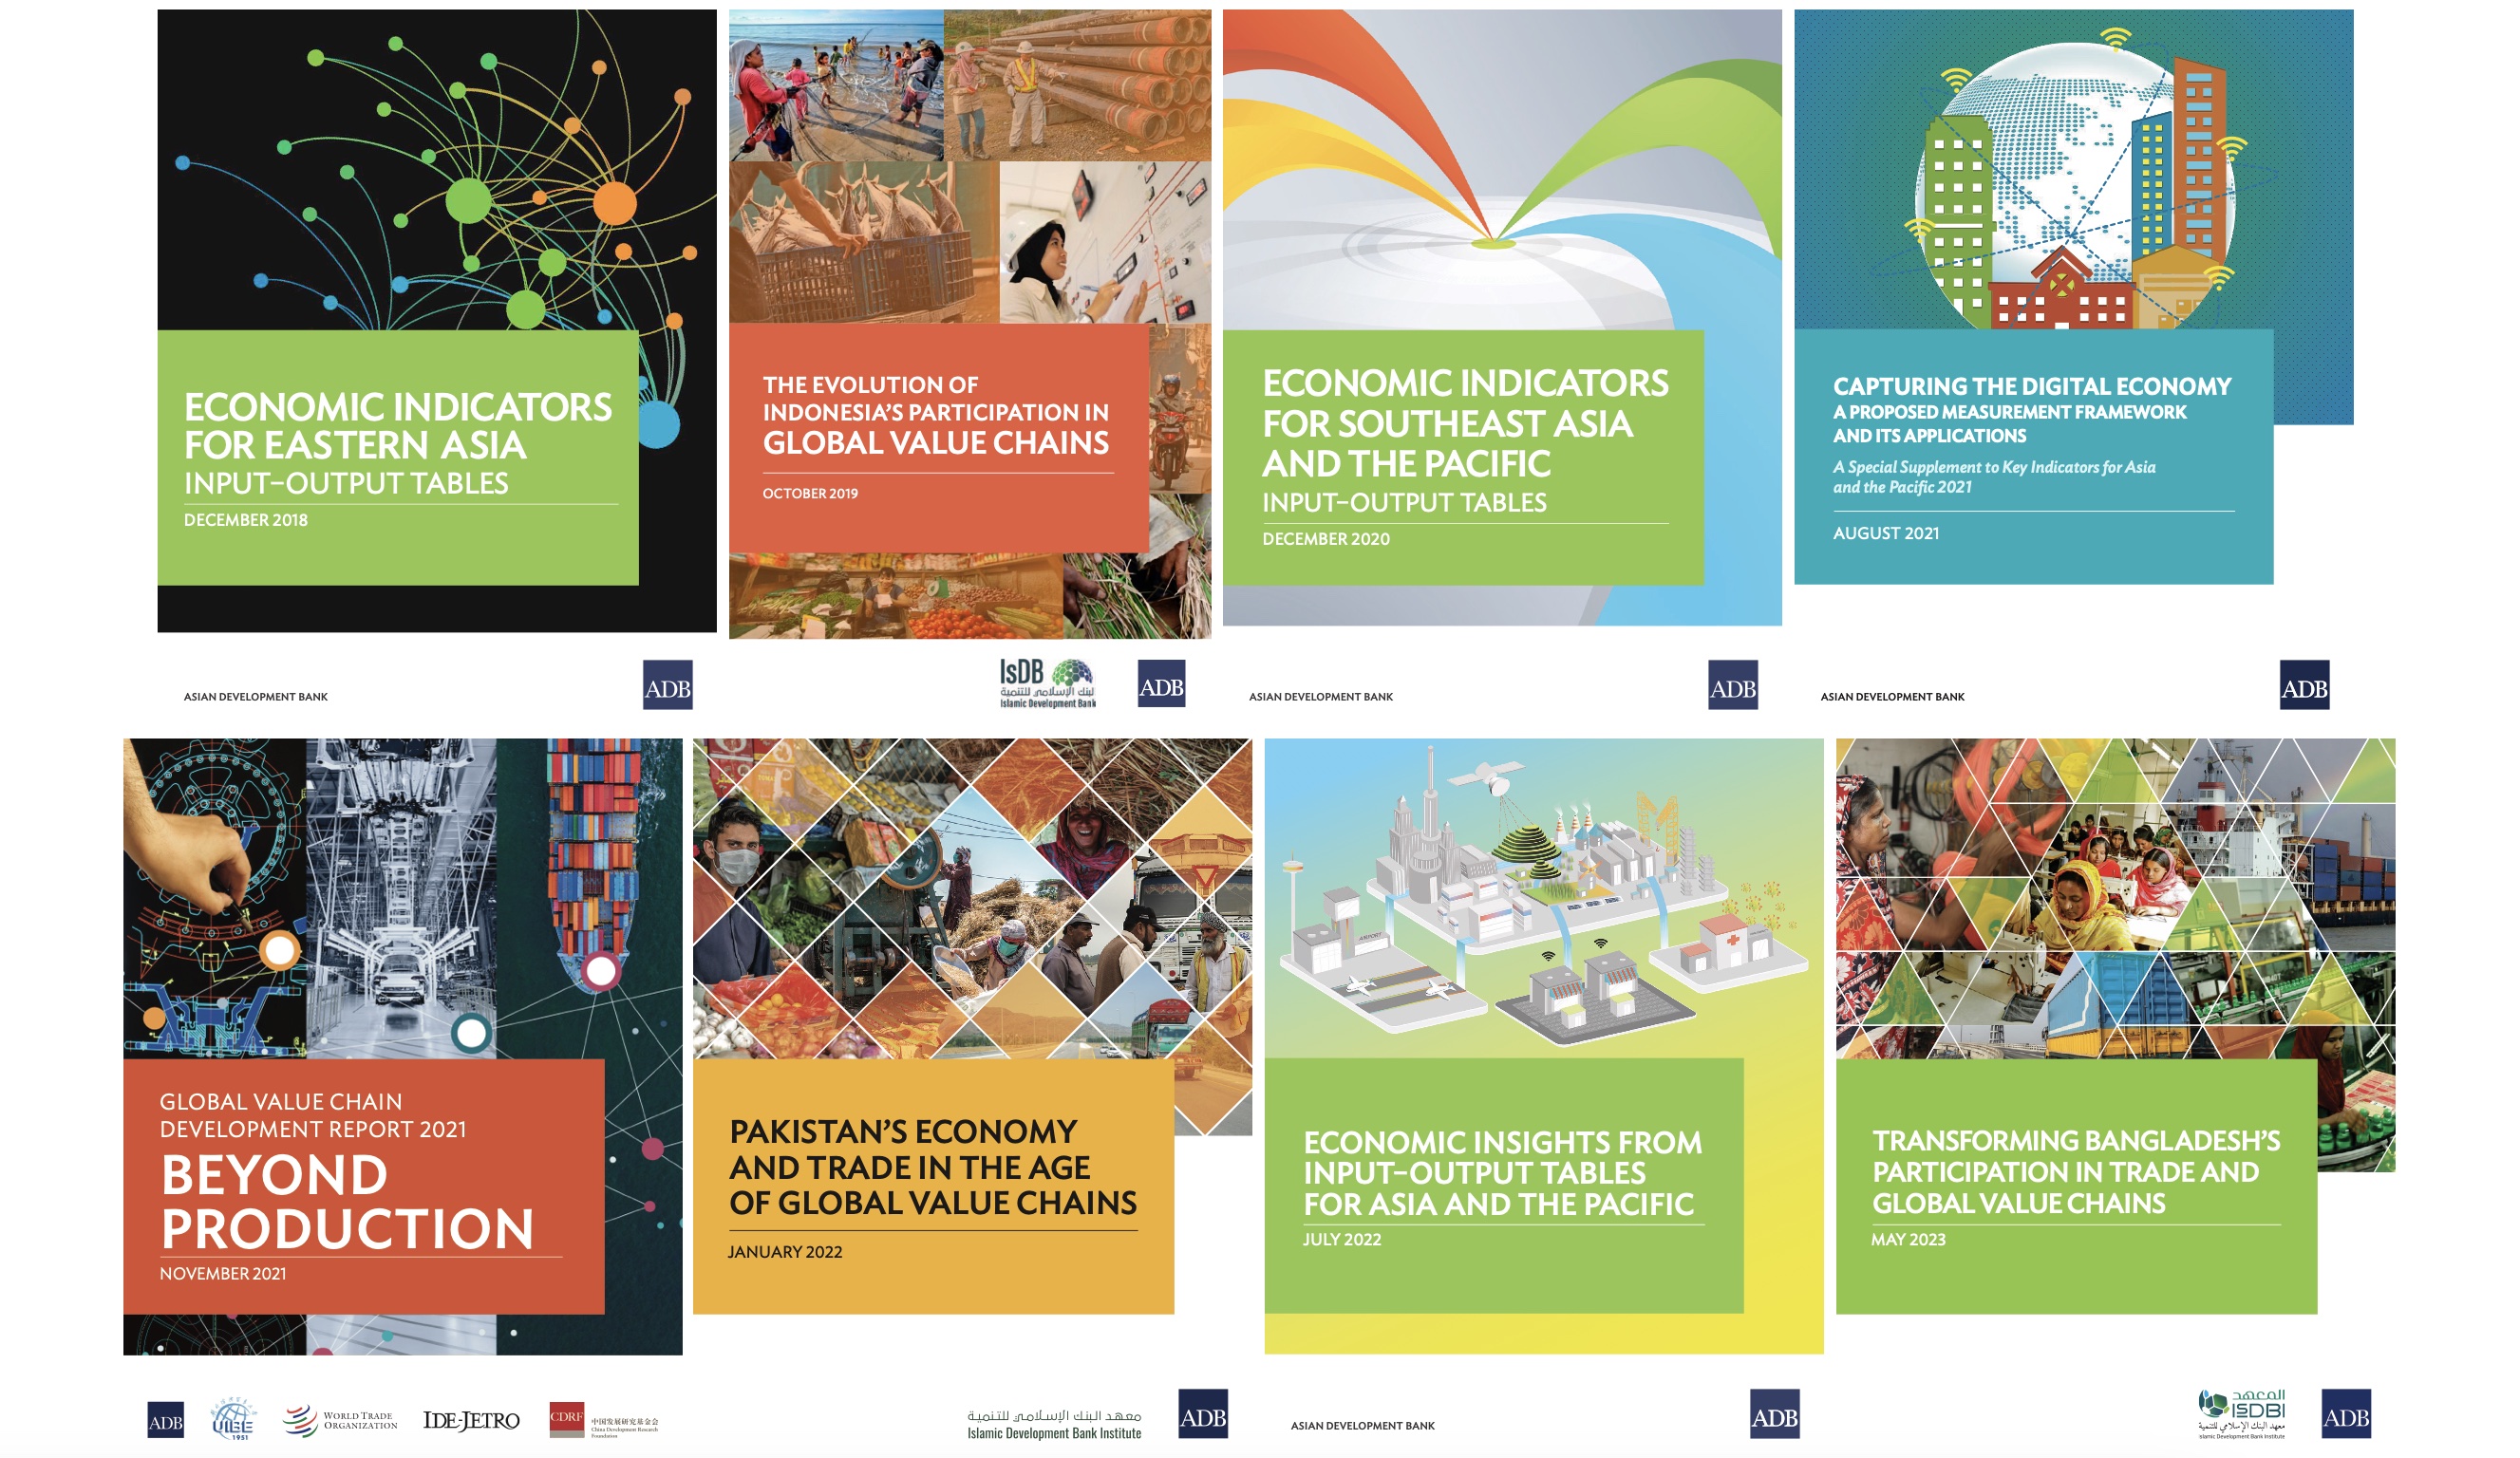 ECONOMIC INDICATORS
FOR EASTERN ASIA
INPUT–OUTPUT TABLES
DECEMBER 2018
ASIAN DEVELOPMENT BANK
ADB
THE EVOLUTION OF
INDONESIA’S PARTICIPATION IN
GLOBAL VALUE CHAINS
OCTOBER 2019
IsDB
البنك الإسلامي للتنمية
Islamic Development Bank
ADB
ECONOMIC INDICATORS
FOR SOUTHEAST ASIA
AND THE PACIFIC
INPUT–OUTPUT TABLES
DECEMBER 2020
ASIAN DEVELOPMENT BANK
ADB
CAPTURING THE DIGITAL ECONOMY
A PROPOSED MEASUREMENT FRAMEWORK
AND ITS APPLICATIONS
A Special Supplement to Key Indicators for Asia
and the Pacific 2021
AUGUST 2021
ASIAN DEVELOPMENT BANK
ADB
GLOBAL VALUE CHAIN
DEVELOPMENT REPORT 2021
BEYOND
PRODUCTION
NOVEMBER 2021
ADB
UIBE
1951
WORLD TRADE
ORGANIZATION
IDE-JETRO
CDRF
中国发展研究基金会
China Development Research
Foundation
PAKISTAN’S ECONOMY
AND TRADE IN THE AGE
OF GLOBAL VALUE CHAINS
JANUARY 2022
معهد البنك الإسلامي للتنمية
Islamic Development Bank Institute
ADB
AIRPORT
ECONOMIC INSIGHTS FROM
INPUT–OUTPUT TABLES
FOR ASIA AND THE PACIFIC
JULY 2022
ASIAN DEVELOPMENT BANK
ADB
TRANSFORMING BANGLADESH’S
PARTICIPATION IN TRADE AND
GLOBAL VALUE CHAINS
MAY 2023
المعهد
ISDBI
معهد البنك الإسلامي للتنمية
Islamic Development Bank Institute
ADB